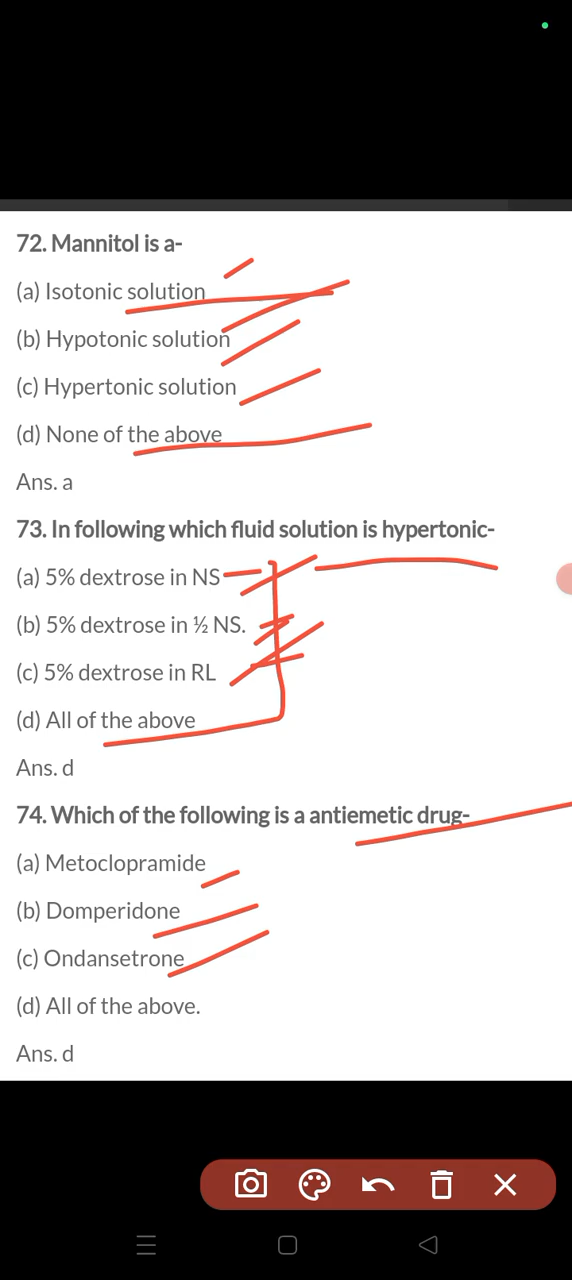 72. Mannitol is a-
(a) Isotonic solution
(b) Hypotonic solution
(c) Hypertonic solution
(d) None of the above
Ans. a
73. In following which fluid solution is hypertonic-
(a) 5% dextrose in NS
(b) 5% dextrose in ½ NS.
(c) 5% dextrose in RL
(d) All of the above
Ans. d
74. Which of the following is a antiemetic drug-
(a) Metoclopramide
(b) Domperidone
(c) Ondansetrone
(d) All of the above.
Ans. d